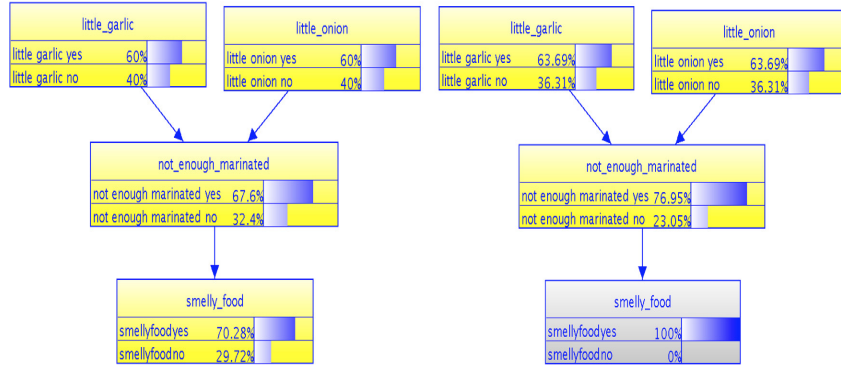 little_garlic
little garlic yes 60%
little garlic no 40%
little_onion
little onion yes 60%
little onion no 40%
not_enough_marinated
not enough marinated yes 67.6%
not enough marinated no 32.4%
smelly_food
smellyfoodyes 70.28%
smellyfoodno 29.72%
little_garlic
little garlic yes 63.69%
little garlic no 36.31%
little_onion
little onion yes 63.69%
little onion no 36.31%
not_enough_marinated
not enough marinated yes 76.95%
not enough marinated no 23.05%
smelly_food
smellyfoodyes 100%
smellyfoodno 0%